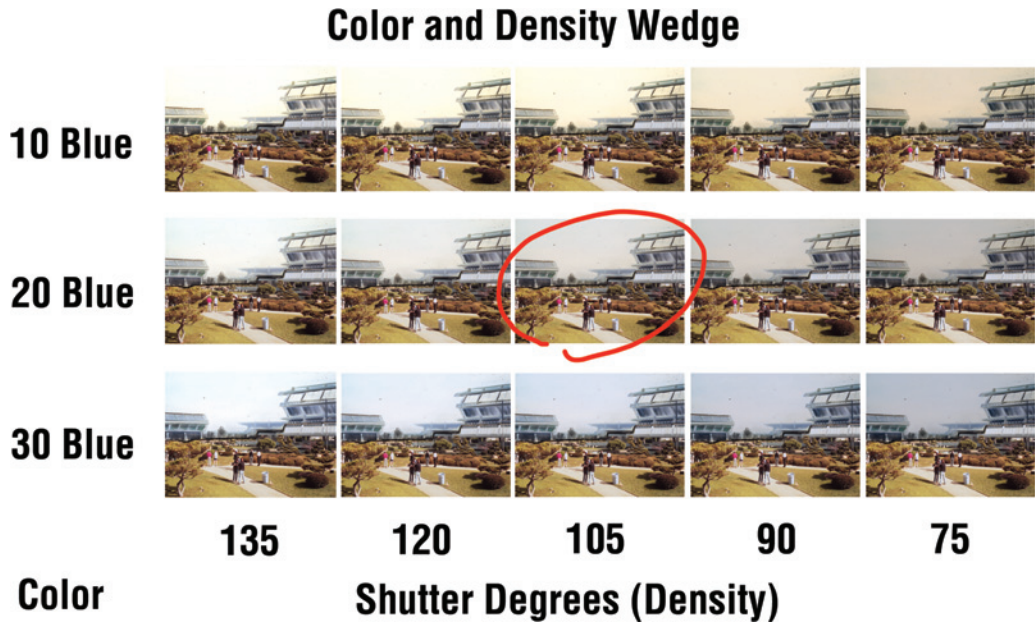 Color and Density Wedge
10 Blue
20 Blue
30 Blue
135 120 105 90 75
Color Shutter Degrees (Density)